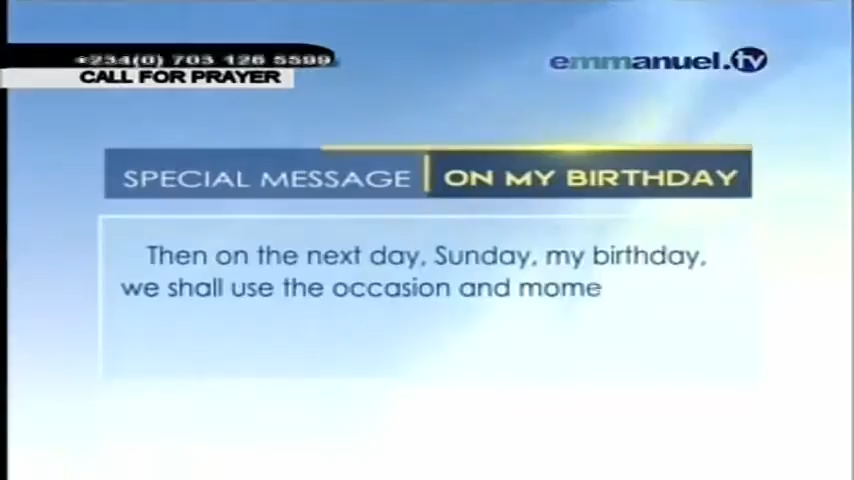 +234(0) 703 126 5599
CALL FOR PRAYER
emmanuel.tv
SPECIAL MESSAGE
ON MY BIRTHDAY
Then on the next day, Sunday, my birthday,
we shall use the occasion and mome